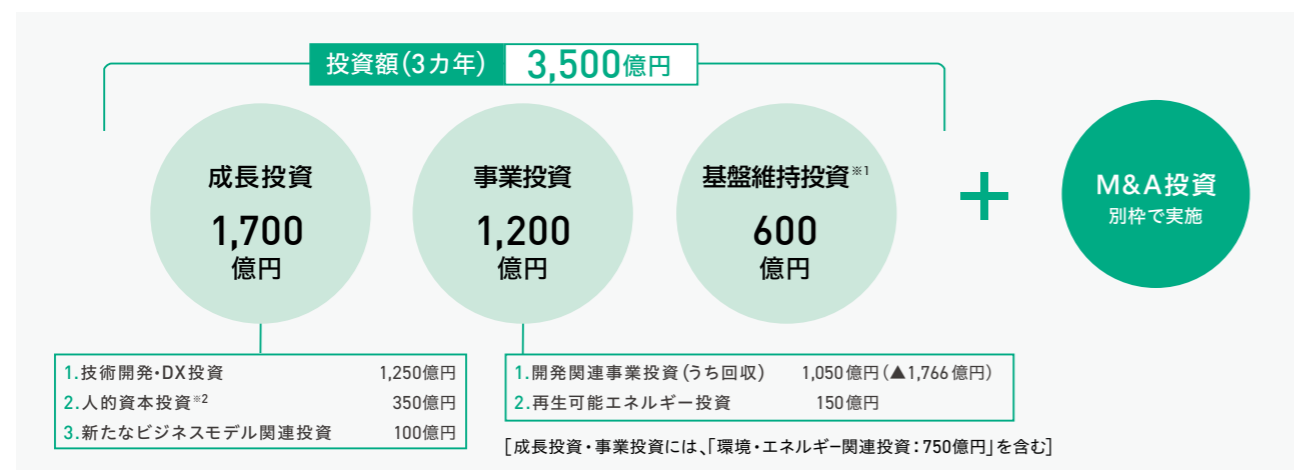 投資額(3カ年) 3,500億円
成長投資
1,700
億円
事業投資
1,200
億円
基盤維持投資※1
600
億円
+
M&A投資
別枠で実施
1.技術開発・DX投資 1,250億円
2.人的資本投資※2 350億円
3.新たなビジネスモデル関連投資 100億円
1.開発関連事業投資(うち回収) 1,050億円(▲1,766億円)
2.再生可能エネルギー投資 150億円
[成長投資・事業投資には、「環境・エネルギー関連投資：750億円」を含む]